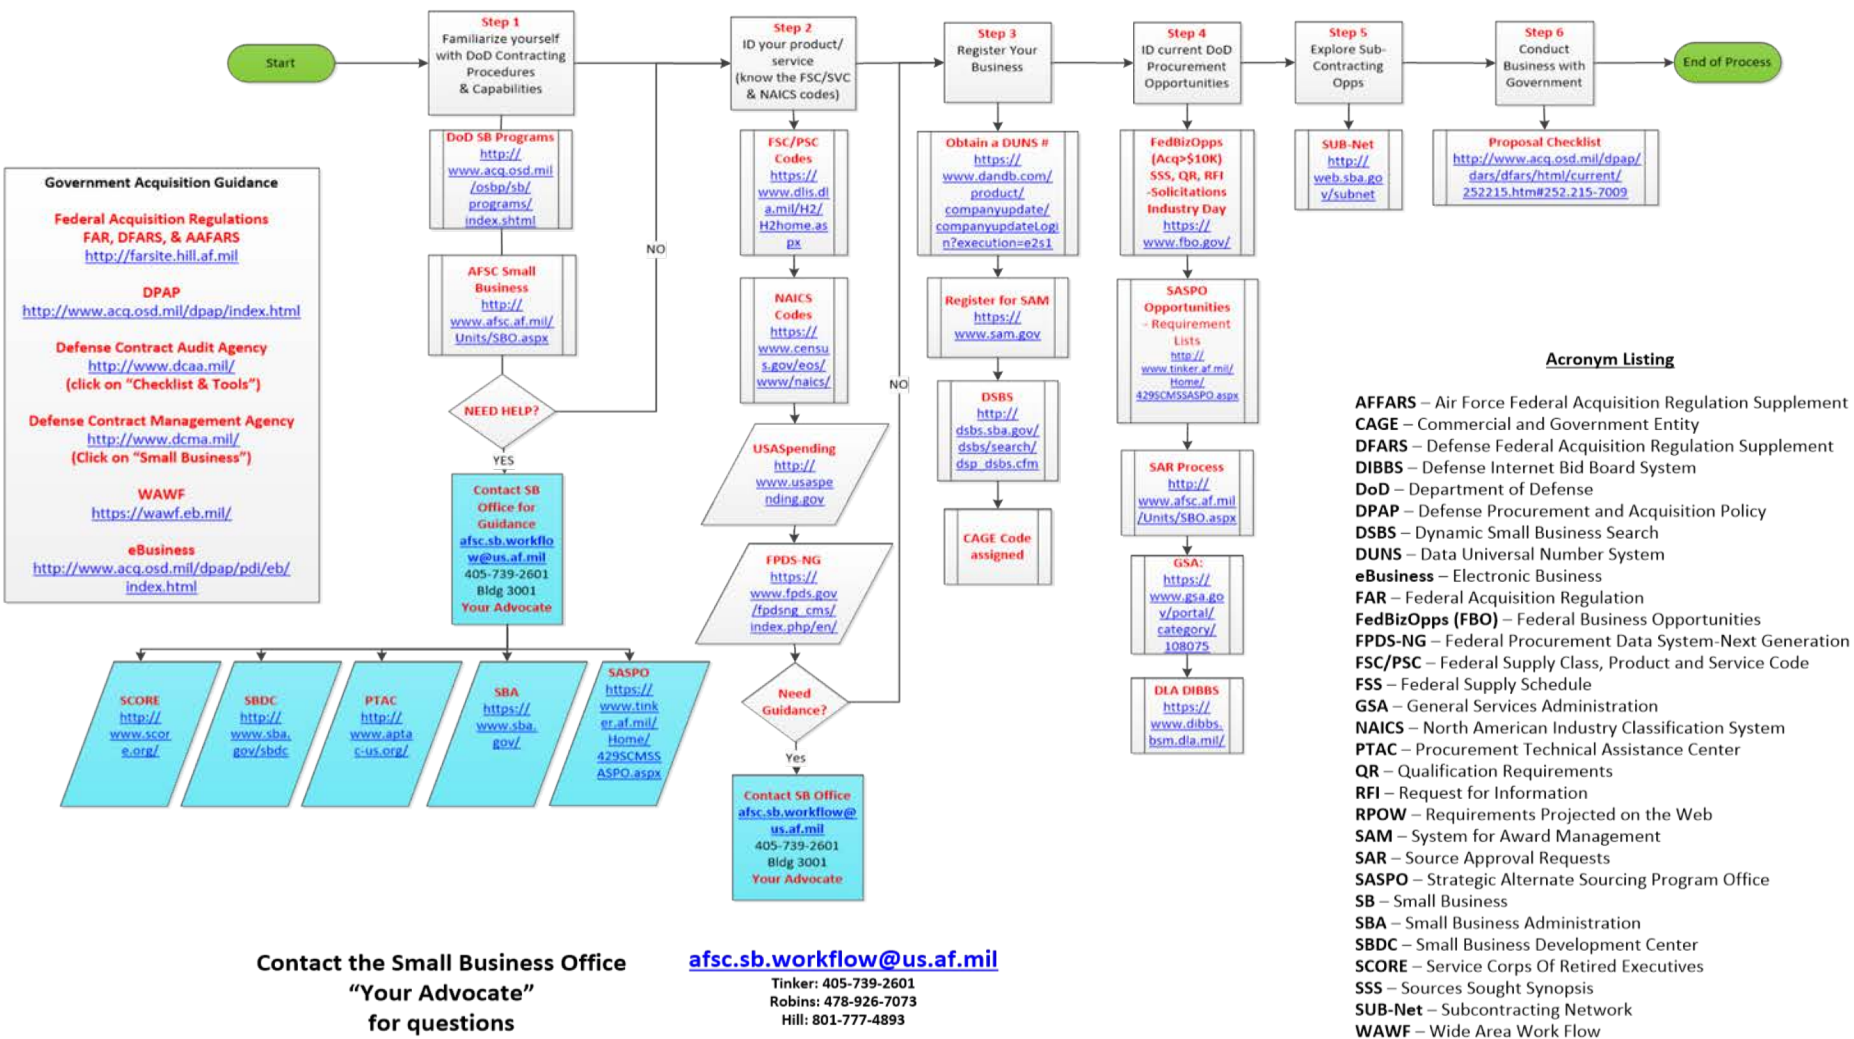 Start
Step 1
Familiarize yourself
with DoD Contracting
Procedures
& Capabilities
Step 2
ID your product/
service
(know the FSC/SVC
& NAICS codes)
Step 3
Register Your
Business
Step 4
ID current DoD
Procurement
Opportunities
Step 5
Explore Sub-
Contracting
Opps
Step 6
Conduct
Business with
Government
End of Process
Government Acquisition Guidance
Federal Acquisition Regulations
FAR, DFARS, & AAFARS
http://farsite.hill.af.mil
DPAP
http://www.acq.osd.mil/dpap/index.html
Defense Contract Audit Agency
http://www.dcaa.mil/
(click on “Checklist & Tools”)
Defense Contract Management Agency
http://www.dcma.mil/
(Click on “Small Business”)
WAWF
https://wawf.eb.mil/
eBusiness
http://www.acq.osd.mil/dpap/pdi/eb/
index.html
DoD SB Programs
http://
www.acq.osd.mil
/osbp/sb/
programs/
index.shtml
AFSC Small
Business
http://
www.afsc.af.mil/
Units/SBO.aspx
NEED HELP?
NO
YES
Contact SB
Office for
Guidance
afsc.sb.workflo
w@us.af.mil
405-739-2601
Bldg 3001
Your Advocate
SCORE
http://
www.scor
e.org/
SBDC
http://
www.sba.
gov/sbdc
PTAC
http://
www.apta
c-us.org/
SBA
https://
www.sba.
gov/
SASPO
https://
www.tink
er.af.mil/
Home/
429SCMSS
ASPO.aspx
FSC/PSC
Codes
https://
www.dlis.dl
a.mil/H2/
H2home.as
px
NAICS
Codes
https://
www.censu
s.gov/eos/
www/naics/
USASpending
http://
www.usaspe
nding.gov
FPDS-NG
https://
www.fpds.gov
/fpdsng_cms/
index.php/en/
Need
Guidance?
NO
Yes
Contact SB Office
afsc.sb.workflow@
us.af.mil
405-739-2601
Bldg 3001
Your Advocate
Obtain a DUNS #
https://
www.dandb.com/
product/
companyupdate/
companyupdateLogi
n?execution=e2s1
Register for SAM
https://
www.sam.gov
DSBS
http://
dsbs.sba.gov/
dsbs/search/
dsp_dsbs.cfm
CAGE Code
assigned
FedBizOpps
(Acq>$10K)
SSS, QR, RFI
-Solicitations
Industry Day
https://
www.fbo.gov/
SASPO
Opportunities
- Requirement
Lists
http://
www.tinker.af.mil/
Home/
429SCMSSASPO.aspx
SAR Process
http://
www.afsc.af.mil
/Units/SBO.aspx
GSA:
https://
www.gsa.go
v/portal/
category/
108075
DLA DIBBS
https://
www.dibbs.
bsm.dla.mil/
SUB-Net
http://
web.sba.go
v/subnet
Proposal Checklist
http://www.acq.osd.mil/dpap/
dars/dfars/html/current/
252215.htm#252.215-7009
Acronym Listing
AFFARS – Air Force Federal Acquisition Regulation Supplement
CAGE – Commercial and Government Entity
DFARS – Defense Federal Acquisition Regulation Supplement
DIBBS – Defense Internet Bid Board System
DoD – Department of Defense
DPAP – Defense Procurement and Acquisition Policy
DSBS – Dynamic Small Business Search
DUNS – Data Universal Number System
eBusiness – Electronic Business
FAR – Federal Acquisition Regulation
FedBizOpps (FBO) – Federal Business Opportunities
FPDS-NG – Federal Procurement Data System-Next Generation
FSC/PSC – Federal Supply Class, Product and Service Code
FSS – Federal Supply Schedule
GSA – General Services Administration
NAICS – North American Industry Classification System
PTAC – Procurement Technical Assistance Center
QR – Qualification Requirements
RFI – Request for Information
RPOW – Requirements Projected on the Web
SAM – System for Award Management
SAR – Source Approval Requests
SASPO – Strategic Alternate Sourcing Program Office
SB – Small Business
SBA – Small Business Administration
SBDC – Small Business Development Center
SCORE – Service Corps Of Retired Executives
SSS – Sources Sought Synopsis
SUB-Net – Subcontracting Network
WAWF – Wide Area Work Flow
Contact the Small Business Office
“Your Advocate”
for questions
afsc.sb.workflow@us.af.mil
Tinker: 405-739-2601
Robins: 478-926-7073
Hill: 801-777-4893